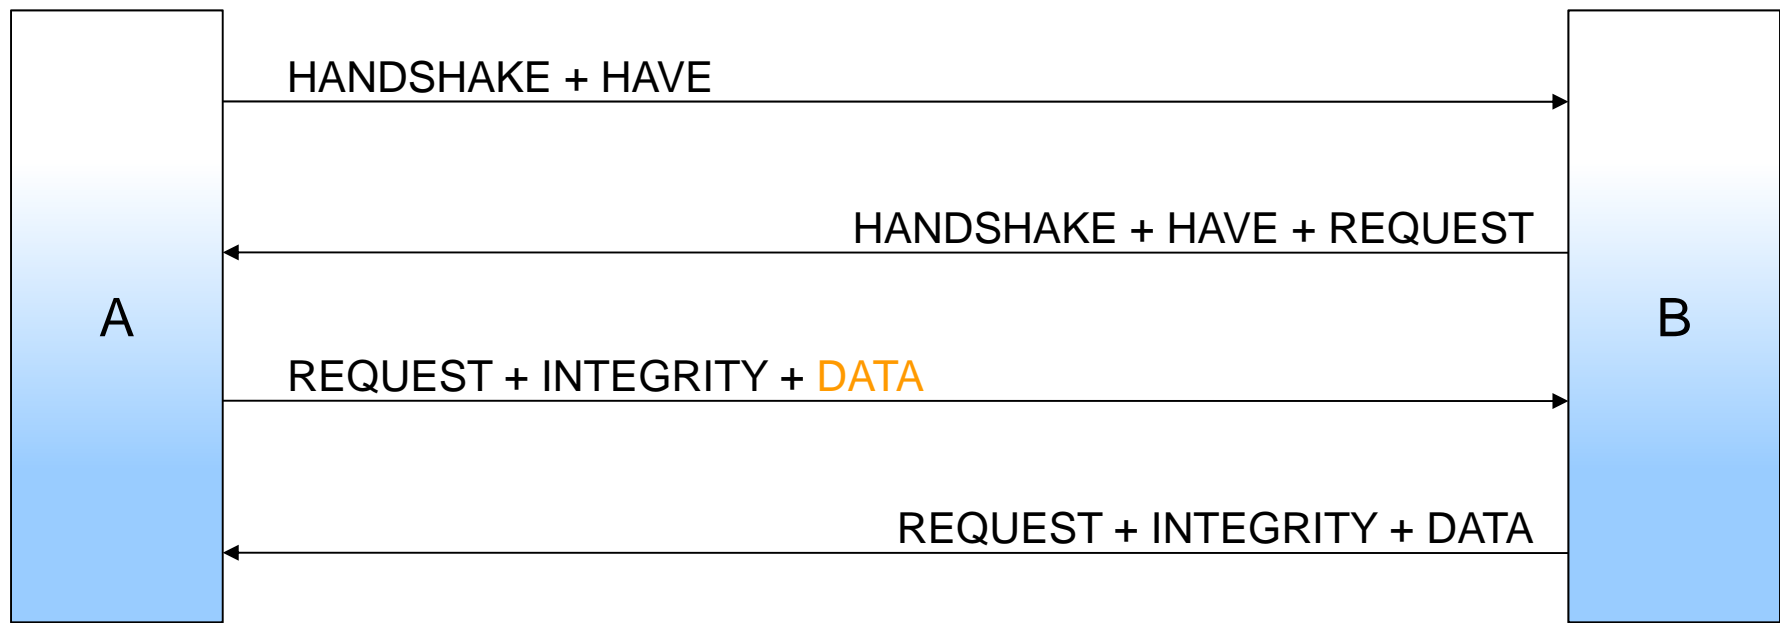 HANDSHAKE + HAVE
HANDSHAKE + HAVE + REQUEST
A
B
REQUEST + INTEGRITY + DATA
REQUEST + INTEGRITY + DATA